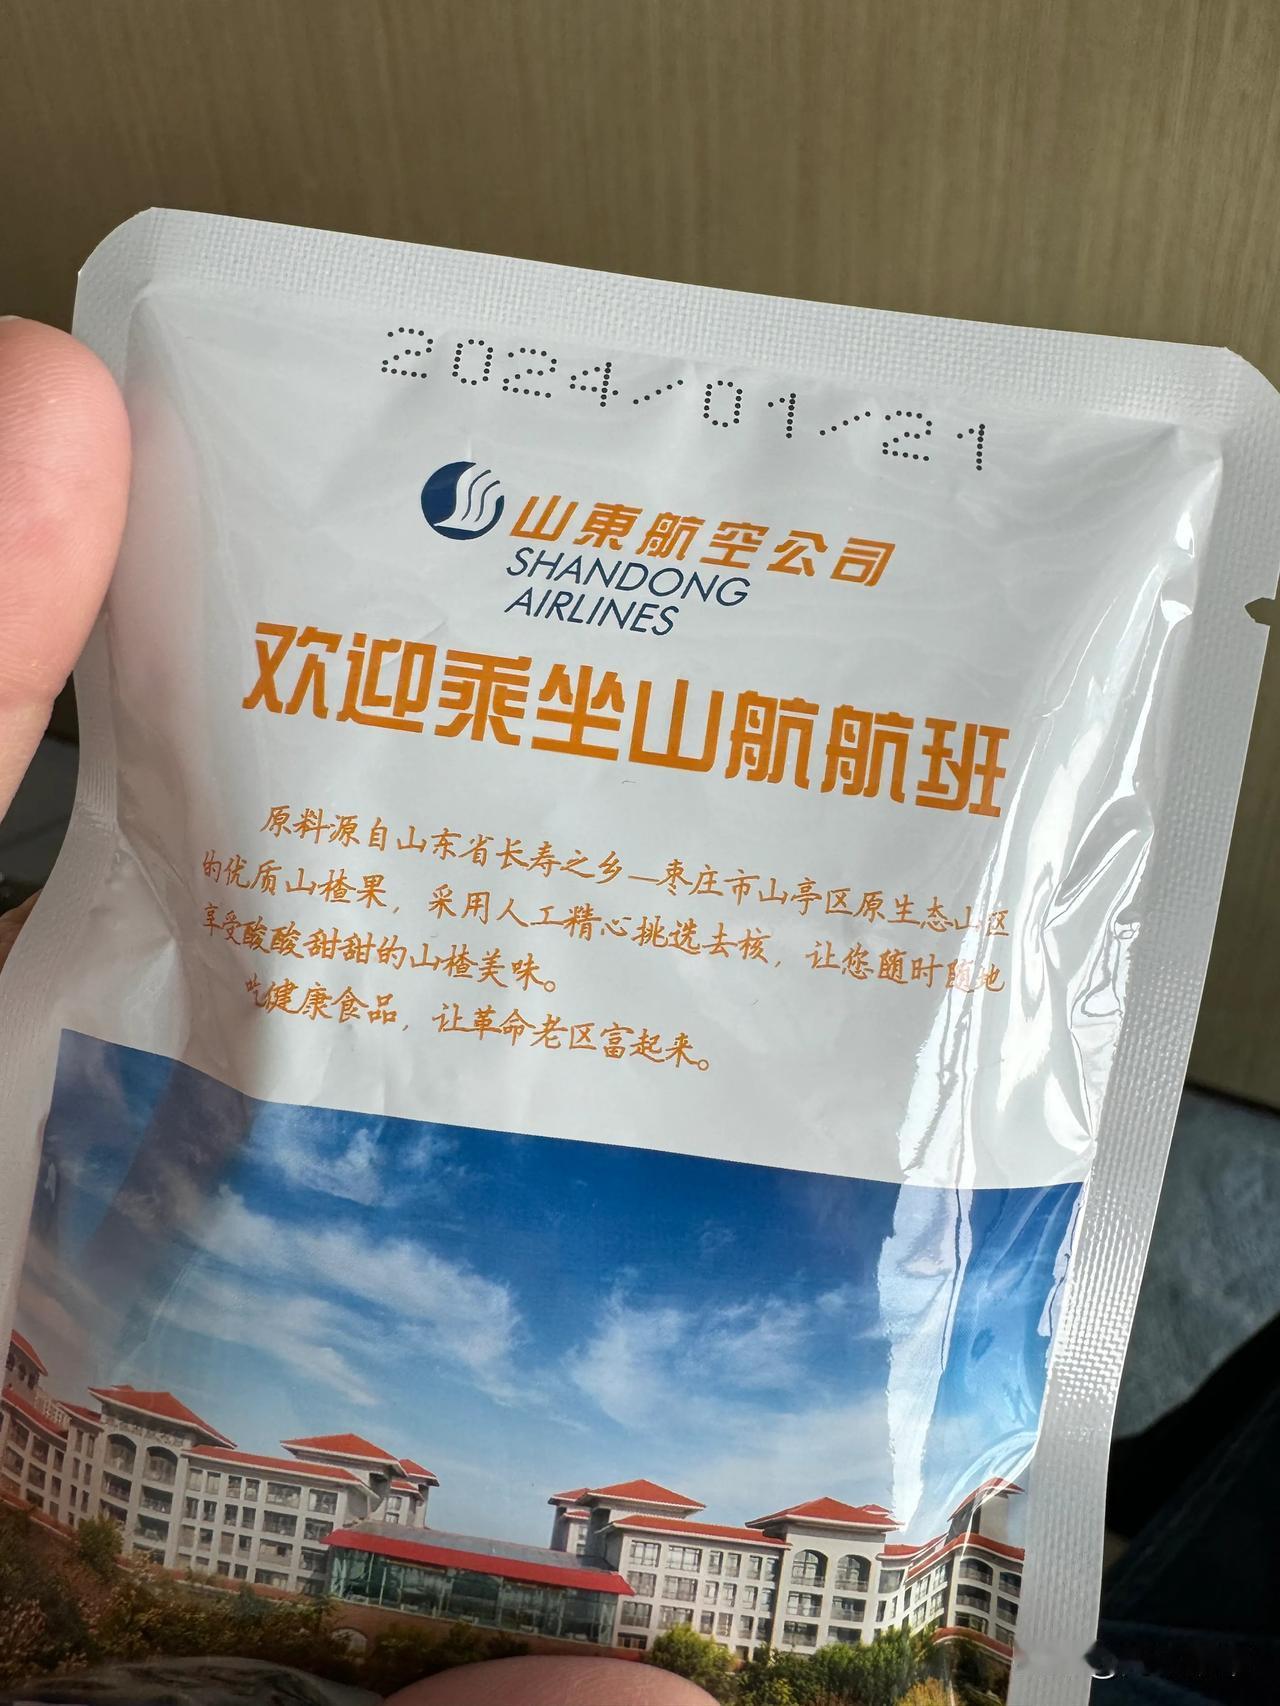 2024/01/21
山東航空公司
SHANDONG
AIRLINES
欢迎乘坐山航航班
原料源自山东省长寿之乡—枣庄市山亭区原生态山区
的优质山楂果，采用人工精心挑选去核，让您随时随地
享受酸酸甜甜的山楂美味。
吃健康食品，让革命老区富起来。